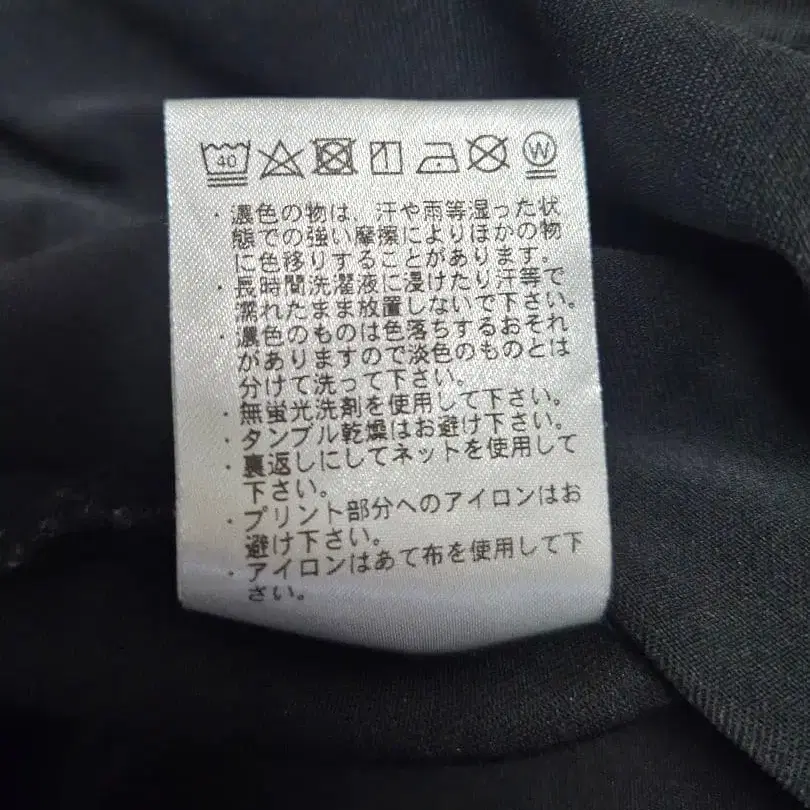 40 W
・濃色の物は、汗や雨等湿った状
態での強い摩擦によりほかの物
に色移りすることがあります。
・長時間洗濯液に浸けたり汗等で
濡れたまま放置しないで下さい。
・濃色のものは色落ちするおそれ
がありますので淡色のものとは
分けて洗って下さい。
・無蛍光洗剤を使用して下さい。
・タンブル乾燥はお避け下さい。
・裏返しにしてネットを使用して
下さい。
・プリント部分へのアイロンはお
避け下さい。
・アイロンはあて布を使用して下
さい。